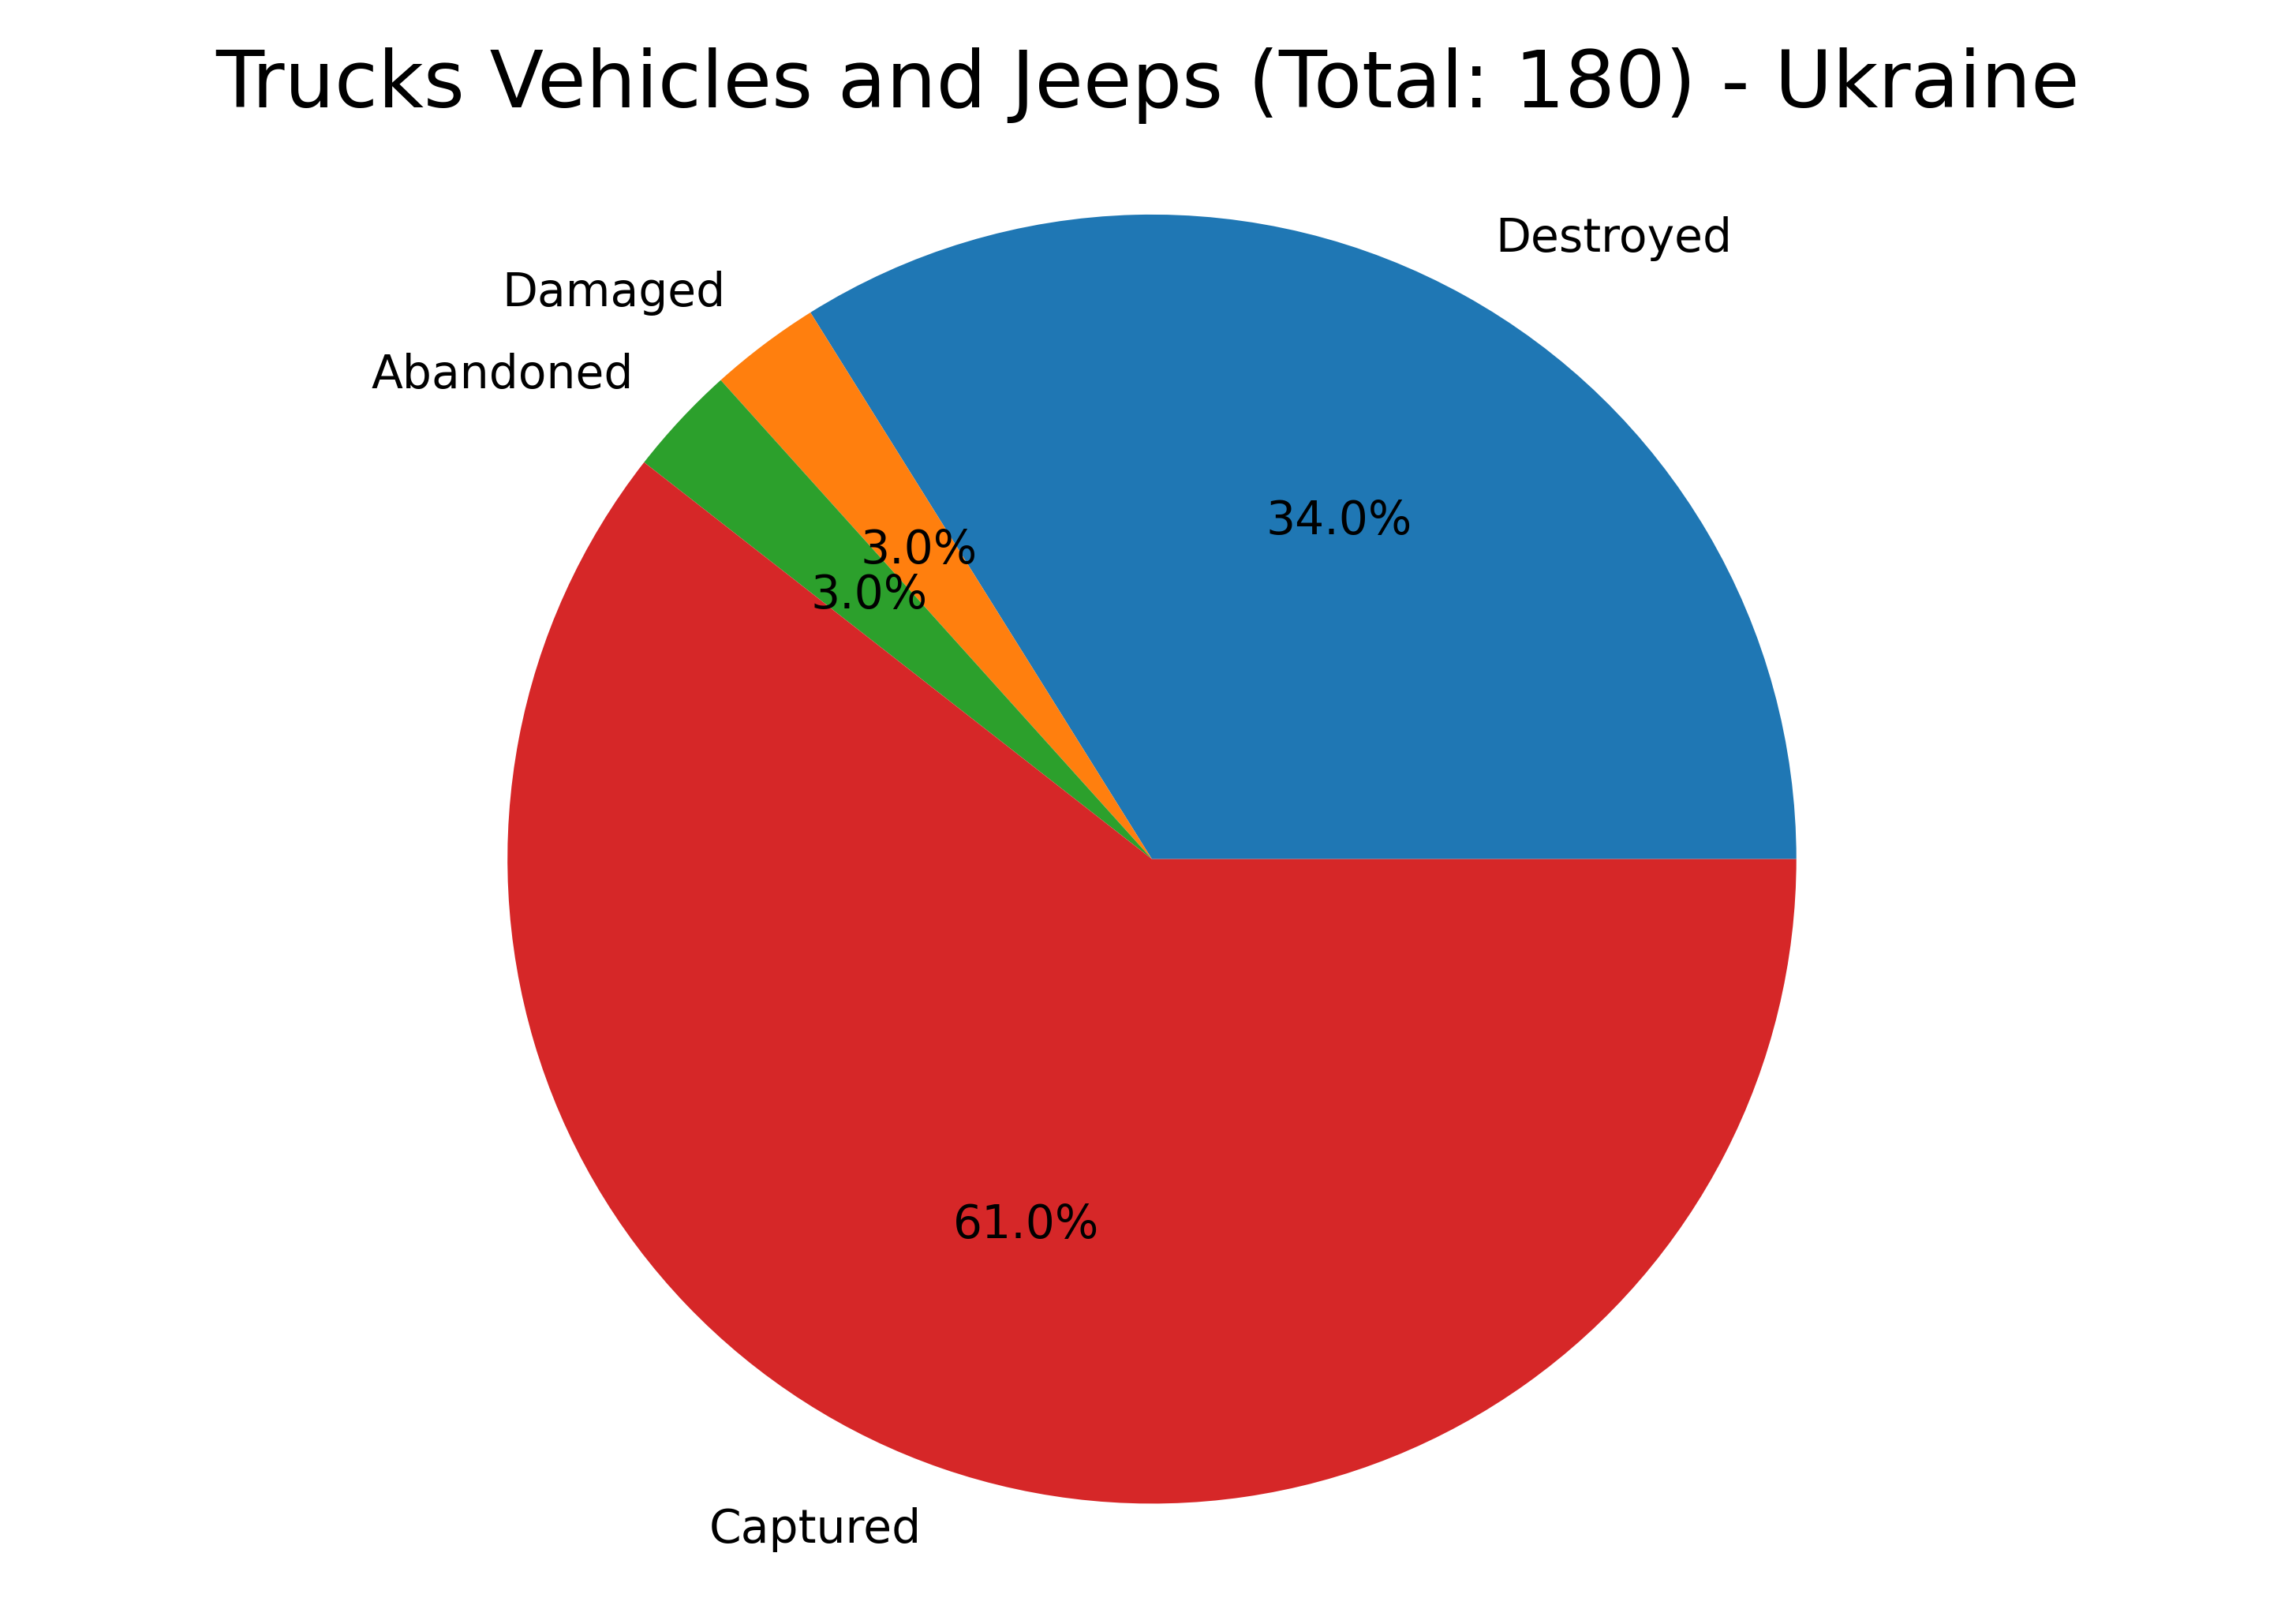 Trucks Vehicles and Jeeps (Total: 180) - Ukraine
Destroyed
Damaged
Abandoned
34.0%
3.0%
3.0%
61.0%
Captured